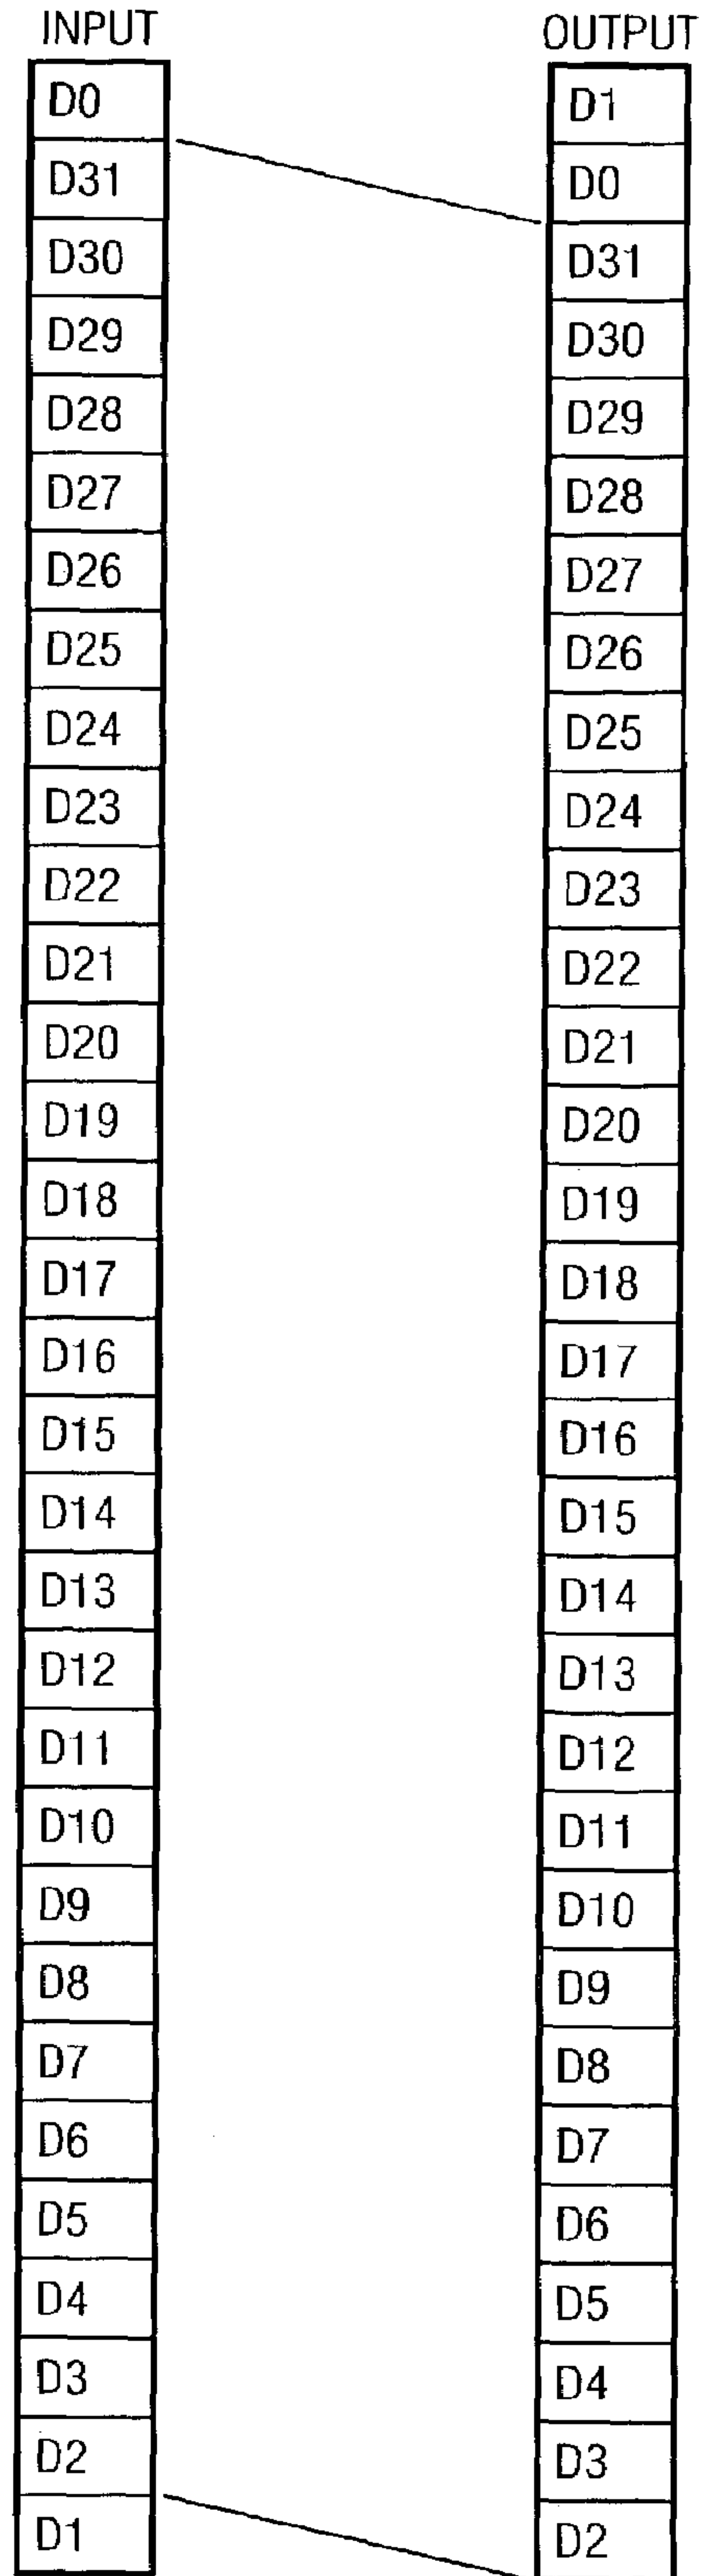 INPUT OUTPUT
D0 D1
D31 D0
D30 D31
D29 D30
D28 D29
D27 D28
D26 D27
D25 D26
D24 D25
D23 D24
D22 D23
D21 D22
D20 D21
D19 D20
D18 D19
D17 D18
D16 D17
D15 D16
D14 D15
D13 D14
D12 D13
D11 D12
D10 D11
D9 D10
D8 D9
D7 D8
D6 D7
D5 D6
D4 D5
D3 D4
D2 D3
D1 D2